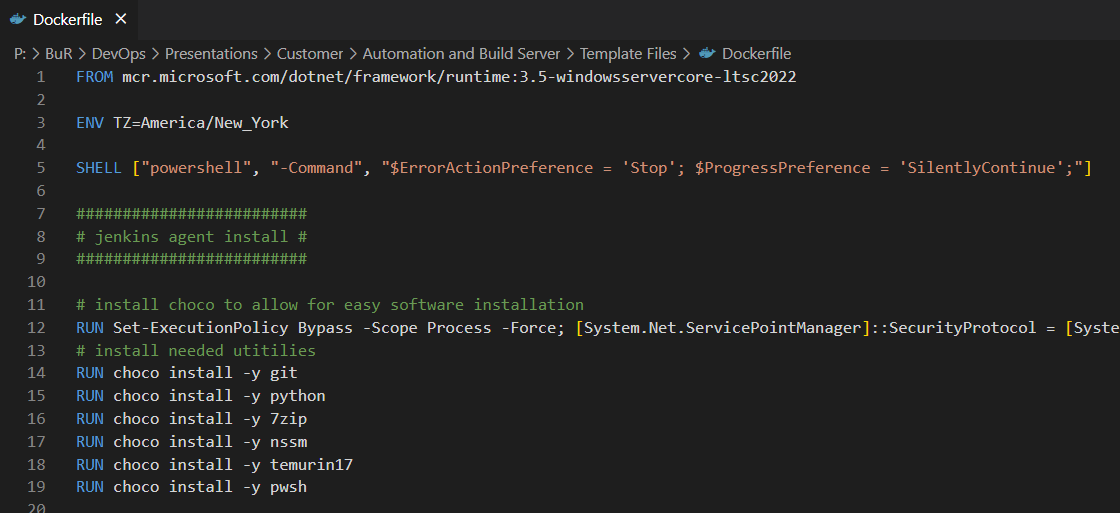 Dockerfile ×
P: > BuR > DevOps > Presentations > Customer > Automation and Build Server > Template Files > Dockerfile
1 FROM mcr.microsoft.com/dotnet/framework/runtime:3.5-windowsservercore-ltsc2022
2
3 ENV TZ=America/New_York
4
5 SHELL ["powershell", "-Command", "$ErrorActionPreference = 'Stop'; $ProgressPreference = 'SilentlyContinue';"]
6
7 #########################
8 # jenkins agent install #
9 #########################
10
11 # install choco to allow for easy software installation
12 RUN Set-ExecutionPolicy Bypass -Scope Process -Force; [System.Net.ServicePointManager]::SecurityProtocol = [Syste
13 # install needed utitilies
14 RUN choco install -y git
15 RUN choco install -y python
16 RUN choco install -y 7zip
17 RUN choco install -y nssm
18 RUN choco install -y temurin17
19 RUN choco install -y pwsh
20